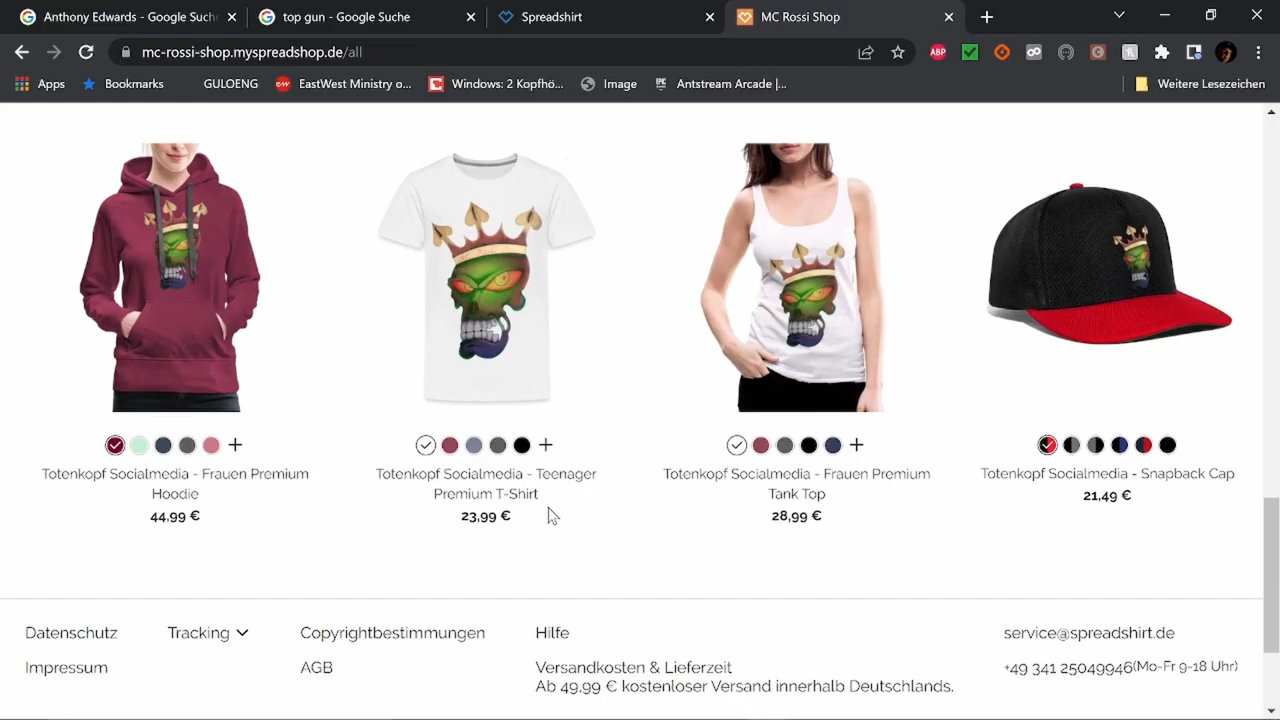 Anthony Edwards - Google Suche
top gun - Google Suche
Spreadshirt
MC Rossi Shop
mc-rossi-shop.myspreadshop.de/all
ABP
Apps
Bookmarks
GULOENG
EastWest Ministry o...
Windows: 2 Kopfhö...
Image
Antstream Arcade |...
Weitere Lesezeichen
Totenkopf Socialmedia - Frauen Premium
Hoodie
44,99 €
Totenkopf Socialmedia - Teenager
Premium T-Shirt
23,99 €
Totenkopf Socialmedia - Frauen Premium
Tank Top
28,99 €
Totenkopf Socialmedia - Snapback Cap
21,49 €
Datenschutz
Tracking
Copyrightbestimmungen
Hilfe
service@spreadshirt.de
Impressum
AGB
Versandkosten & Lieferzeit
+49 341 25049946(Mo-Fr 9-18 Uhr)
Ab 49,99 € kostenloser Versand innerhalb Deutschlands.